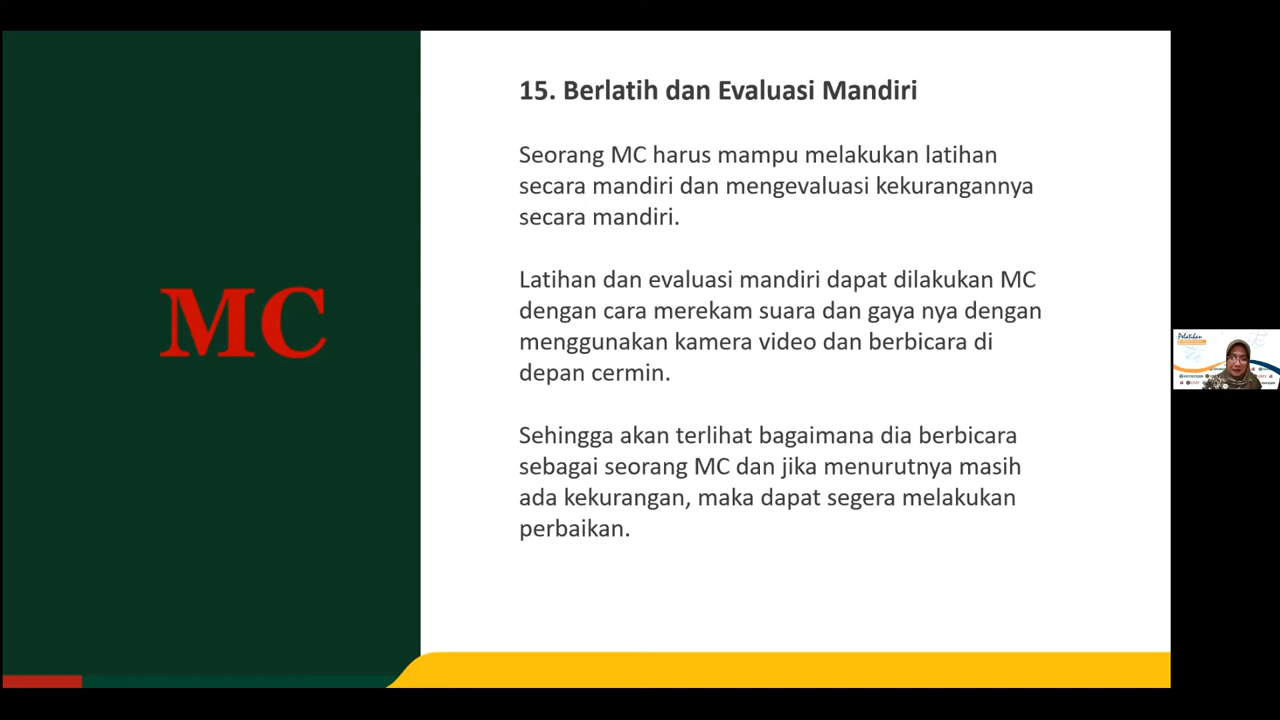 MC
15. Berlatih dan Evaluasi Mandiri
Seorang MC harus mampu melakukan latihan
secara mandiri dan mengevaluasi kekurangannya
secara mandiri.
Latihan dan evaluasi mandiri dapat dilakukan MC
dengan cara merekam suara dan gaya nya dengan
menggunakan kamera video dan berbicara di
depan cermin.
Sehingga akan terlihat bagaimana dia berbicara
sebagai seorang MC dan jika menurutnya masih
ada kekurangan, maka dapat segera melakukan
perbaikan.
Pelatihan